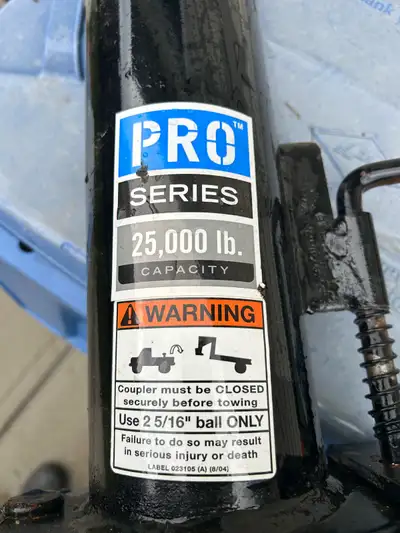 PRO™
SERIES
25,000 lb.
CAPACITY
WARNING
Coupler must be CLOSED
securely before towing
Use 2 5/16" ball ONLY
Failure to do so may result
in serious injury or death
LABEL 023105 (A) (8/04)